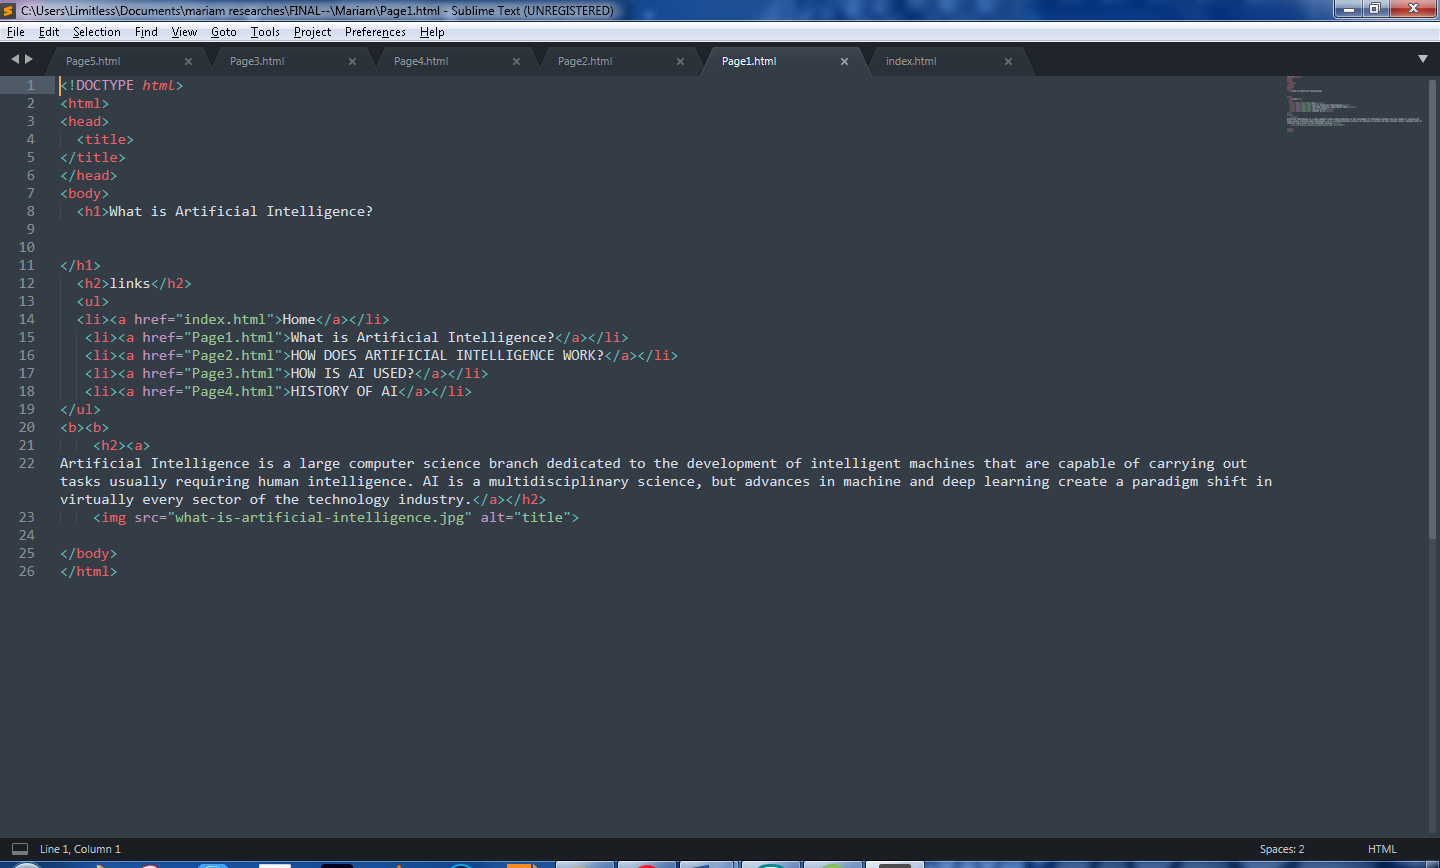 C:\Users\Limitless\Documents\mariam researches\FINAL--\Mariam\Page1.html - Sublime Text (UNREGISTERED)
File Edit Selection Find View Goto Tools Project Preferences Help
Page5.html Page3.html Page4.html Page2.html Page1.html index.html
1 <!DOCTYPE html>
2 <html>
3 <head>
4 <title>
5 </title>
6 </head>
7 <body>
8 <h1>What is Artificial Intelligence?
9
10
11 </h1>
12 <h2>links</h2>
13 <ul>
14 <li><a href="index.html">Home</a></li>
15 <li><a href="Page1.html">What is Artificial Intelligence?</a></li>
16 <li><a href="Page2.html">HOW DOES ARTIFICIAL INTELLIGENCE WORK?</a></li>
17 <li><a href="Page3.html">HOW IS AI USED?</a></li>
18 <li><a href="Page4.html">HISTORY OF AI</a></li>
19 </ul>
20 <b><b>
21 <h2><a>
22 Artificial Intelligence is a large computer science branch dedicated to the development of intelligent machines that are capable of carrying out
tasks usually requiring human intelligence. AI is a multidisciplinary science, but advances in machine and deep learning create a paradigm shift in
virtually every sector of the technology industry.</a></h2>
23 <img src="what-is-artificial-intelligence.jpg" alt="title">
24
25 </body>
26 </html>
Line 1, Column 1 Spaces: 2 HTML